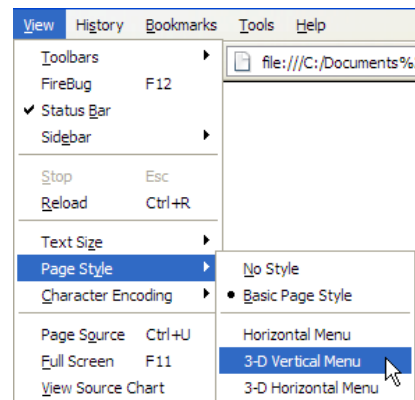 View History Bookmarks Tools Help
file:///C:/Documents%
Toolbars
FireBug F12
Status Bar
Sidebar
Stop Esc
Reload Ctrl+R
Text Size
Page Style
Character Encoding
Page Source Ctrl+U
Full Screen F11
View Source Chart
No Style
Basic Page Style
Horizontal Menu
3-D Vertical Menu
3-D Horizontal Menu